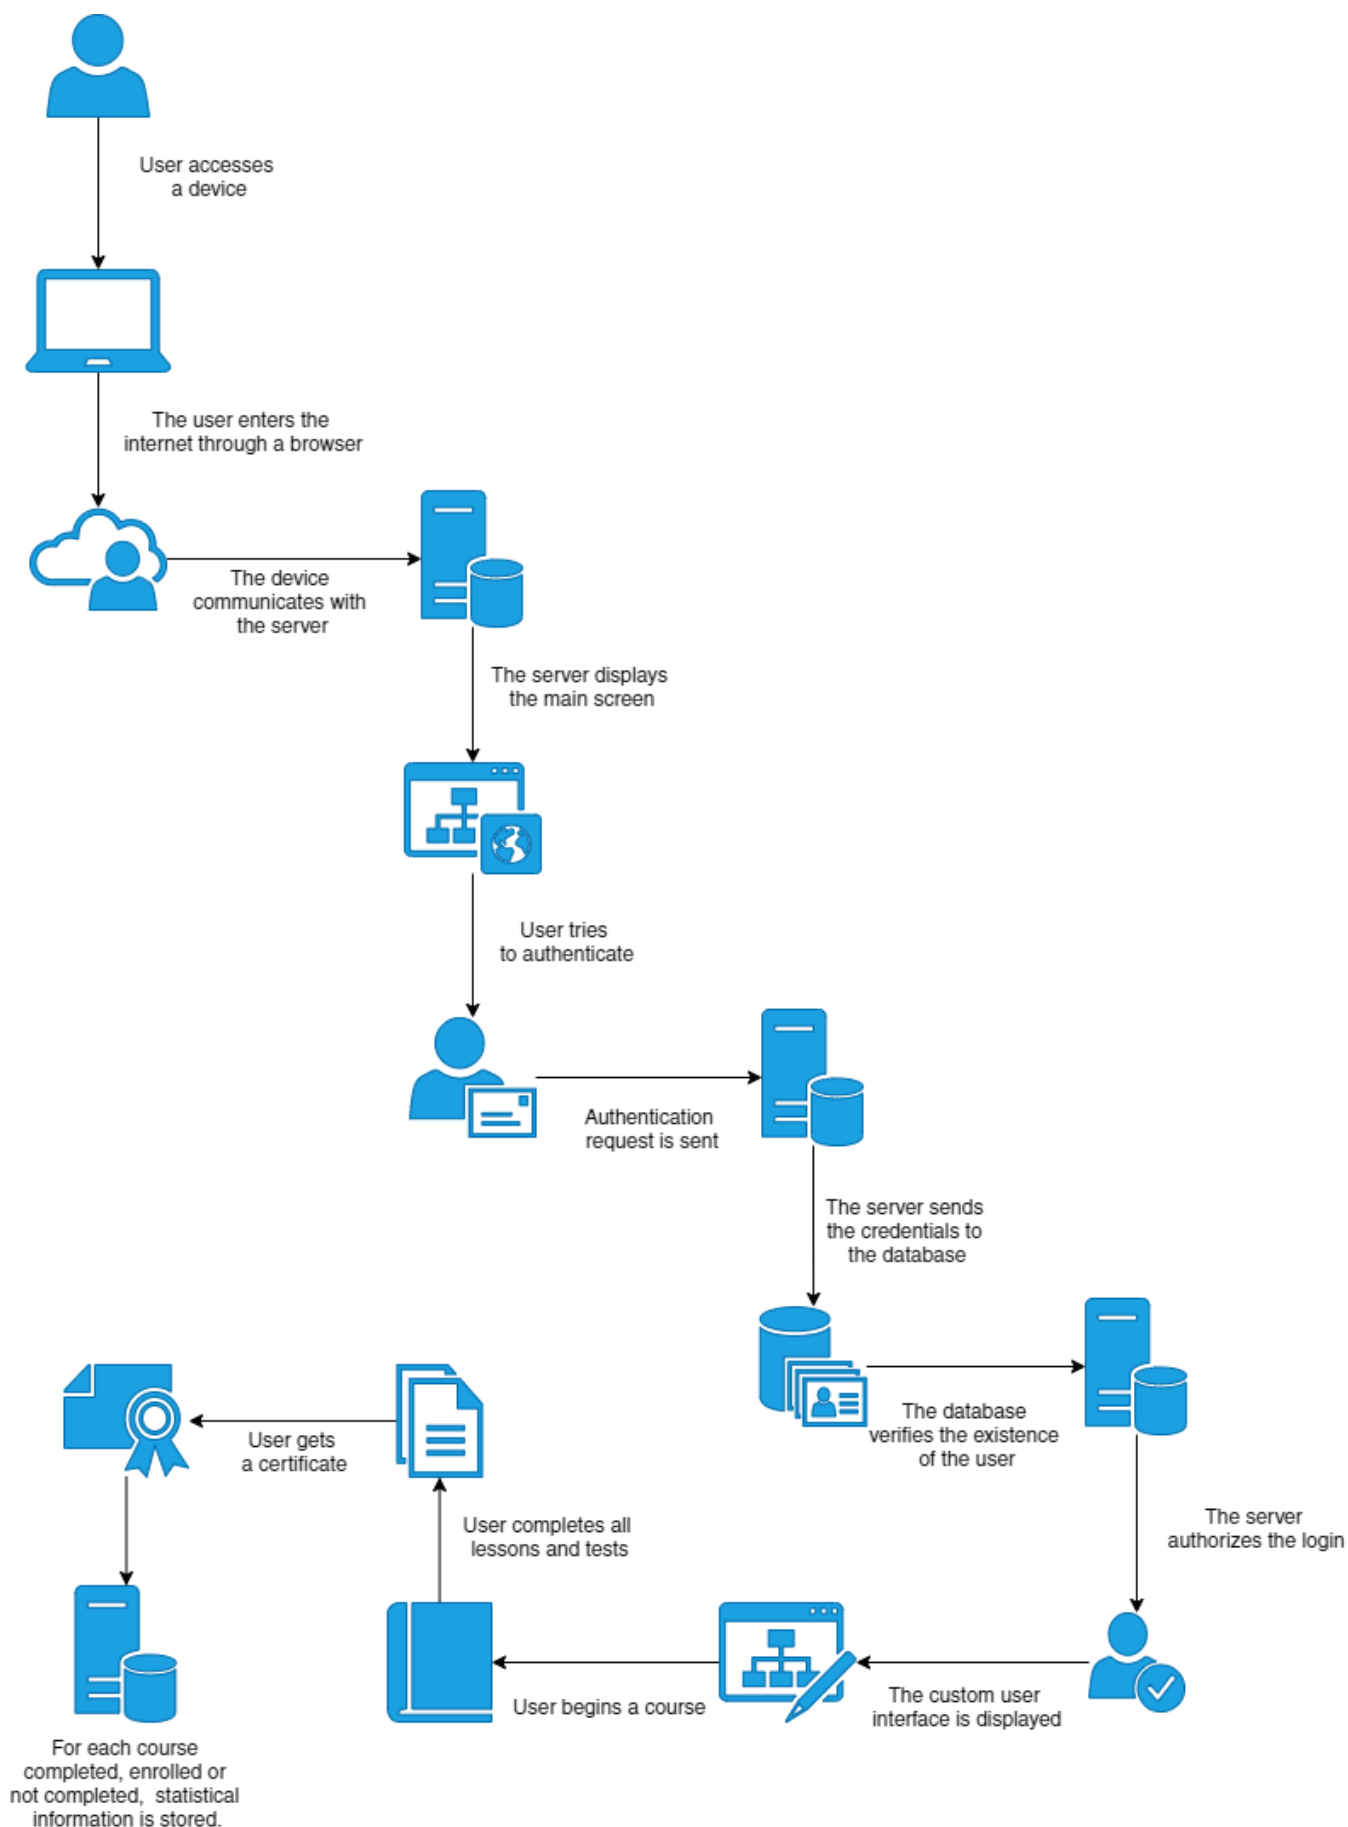 User accesses
a device
The user enters the
internet through a browser
The device
communicates with
the server
The server displays
the main screen
User tries
to authenticate
Authentication
request is sent
The server sends
the credentials to
the database
The database
verifies the existence
of the user
The server
authorizes the login
The custom user
interface is displayed
User begins a course
User completes all
lessons and tests
User gets
a certificate
For each course
completed, enrolled or
not completed, statistical
information is stored.